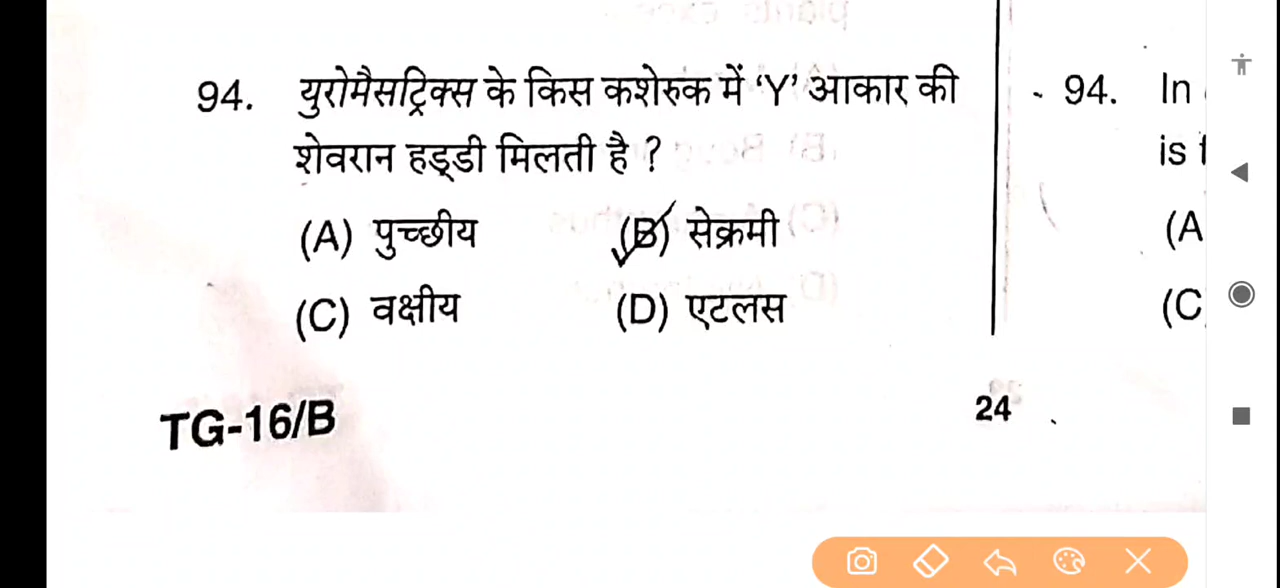 94. युरोमैसट्रिक्स के किस कशेरुक में ‘Y’ आकार की
शेवरान हड्डी मिलती है ?
(A) पुच्छीय (B) सेक्रमी
(C) वक्षीय (D) एटलस
94. In
is
(A
(C
TG-16/B
24